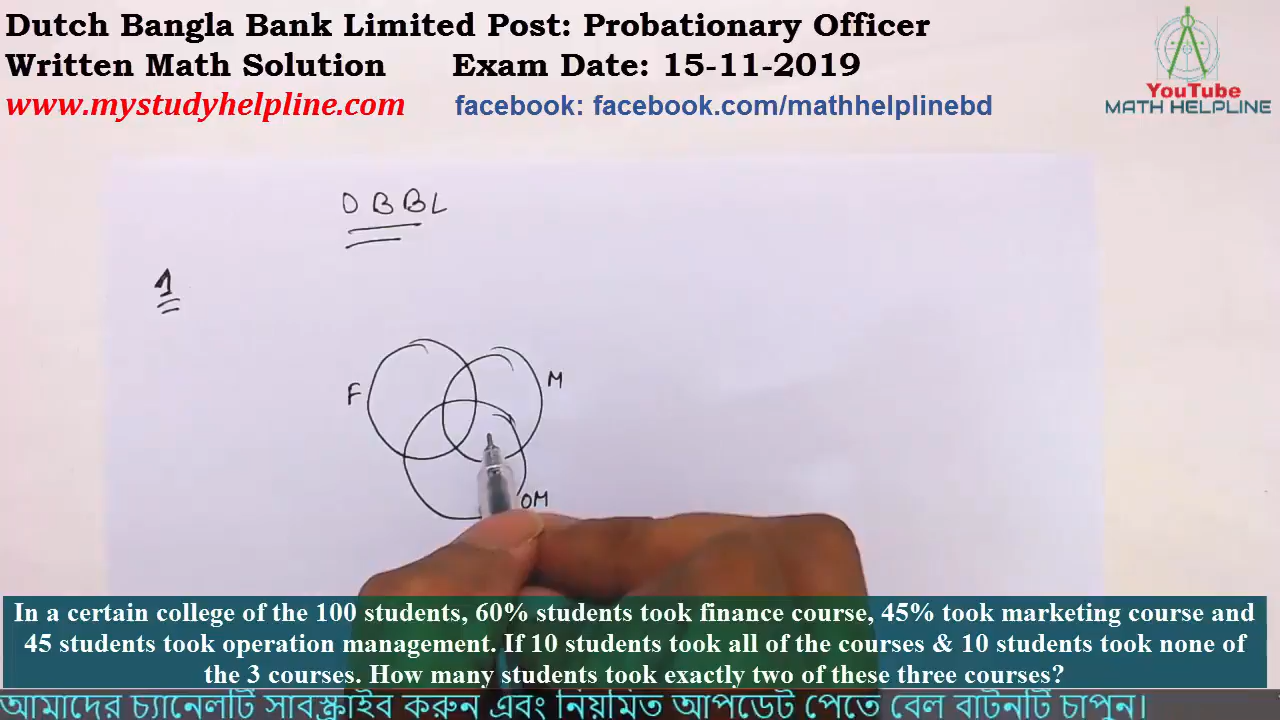 Dutch Bangla Bank Limited Post: Probationary Officer
Written Math Solution Exam Date: 15-11-2019
www.mystudyhelpline.com facebook: facebook.com/mathhelplinebd
YouTube
MATH HELPLINE
DBBL
1
F
M
OM
In a certain college of the 100 students, 60% students took finance course, 45% took marketing course and
45 students took operation management. If 10 students took all of the courses & 10 students took none of
the 3 courses. How many students took exactly two of these three courses?
আমাদের চ্যানেলটি সাবস্ক্রাইব করুন এবং নিয়মিত আপডেট পেতে বেল বাটনটি চাপুন।